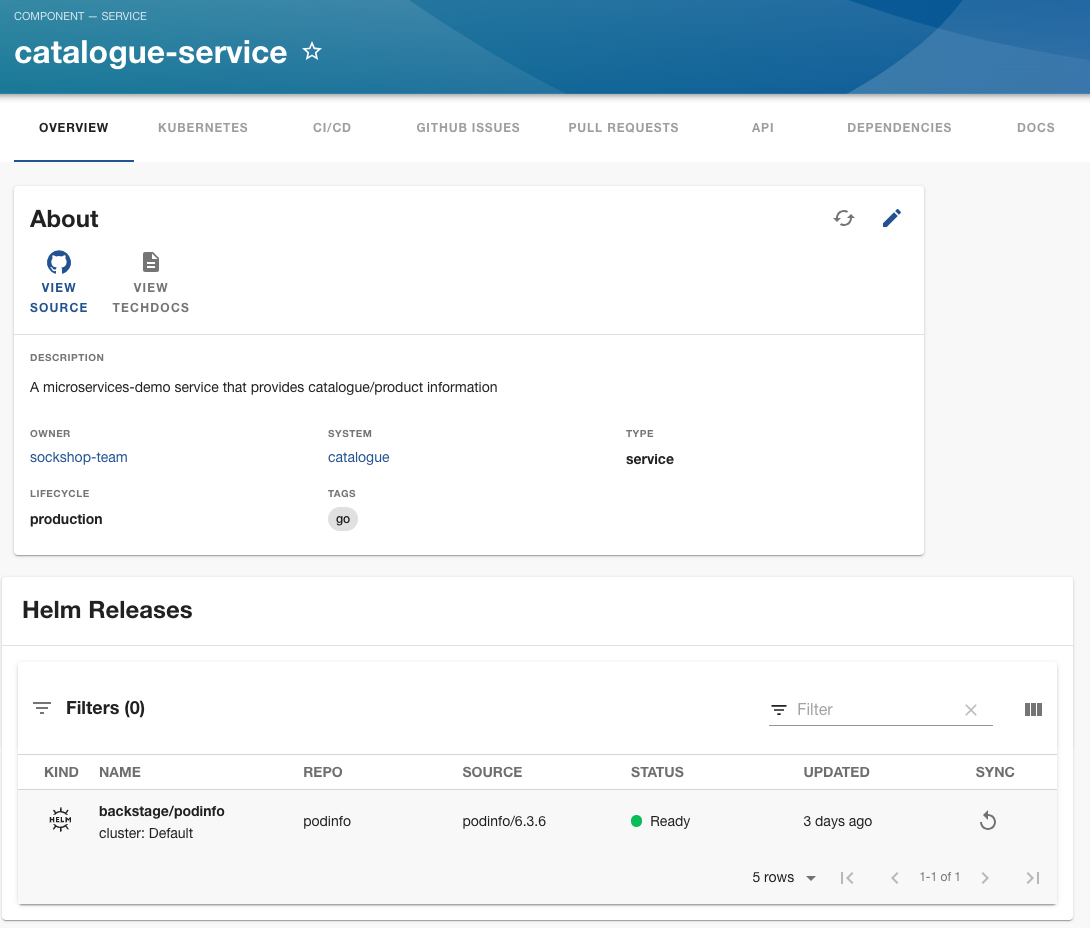 COMPONENT — SERVICE
catalogue-service
OVERVIEW KUBERNETES CI/CD GITHUB ISSUES PULL REQUESTS API DEPENDENCIES DOCS
About
VIEW SOURCE
VIEW TECHDOCS
DESCRIPTION
A microservices-demo service that provides catalogue/product information
OWNER SYSTEM TYPE
sockshop-team catalogue service
LIFECYCLE TAGS
production go
Helm Releases
Filters (0) Filter
KIND NAME REPO SOURCE STATUS UPDATED SYNC
HELM backstage/podinfo podinfo podinfo/6.3.6 Ready 3 days ago
cluster: Default
5 rows 1-1 of 1